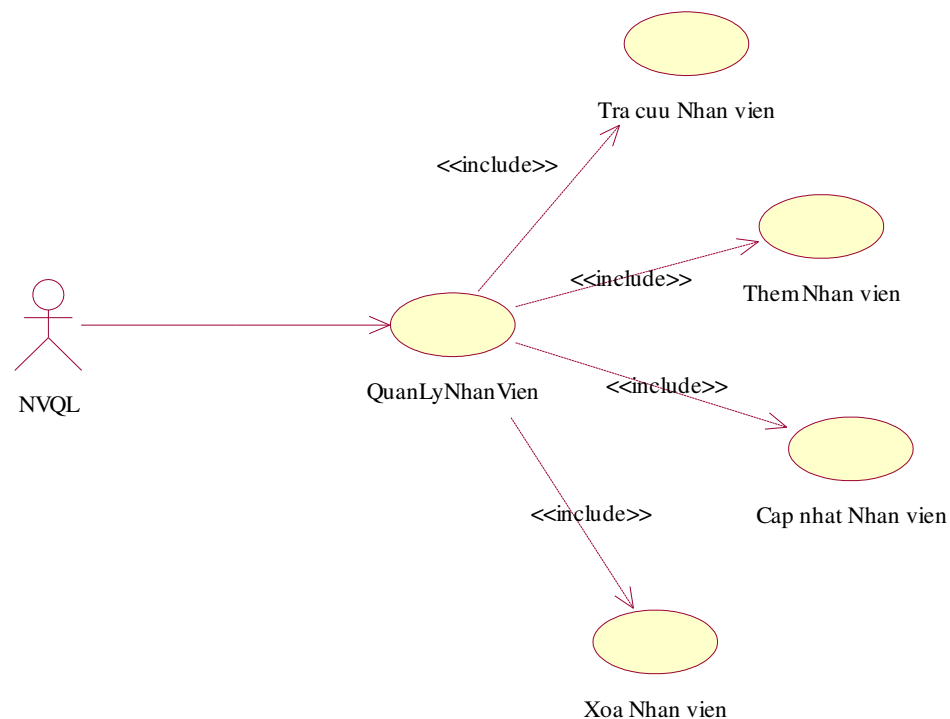 Tra cuu Nhan vien
<<include>>
<<include>>
Them Nhan vien
NVQL
QuanLyNhanVien
<<include>>
<<include>>
Cap nhat Nhan vien
Xoa Nhan vien